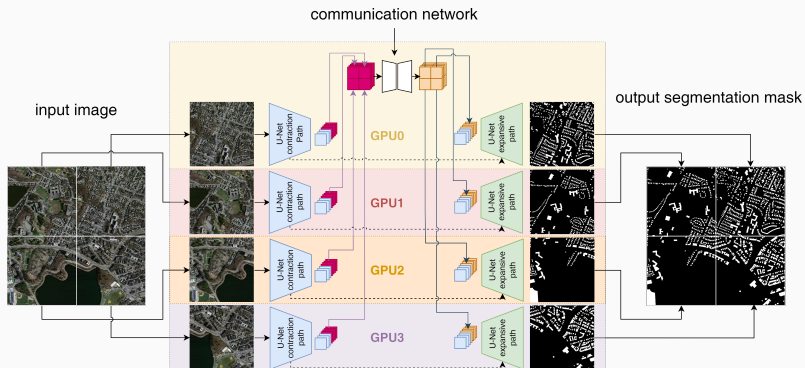 communication network
input image
output segmentation mask
U-Net
contraction
Path
GPU0
U-Net
expansive
path
U-Net
contraction
path
GPU1
U-Net
expansive
path
U-Net
contraction
path
GPU2
U-Net
expansive
path
U-Net
contraction
path
GPU3
U-Net
expansive
path